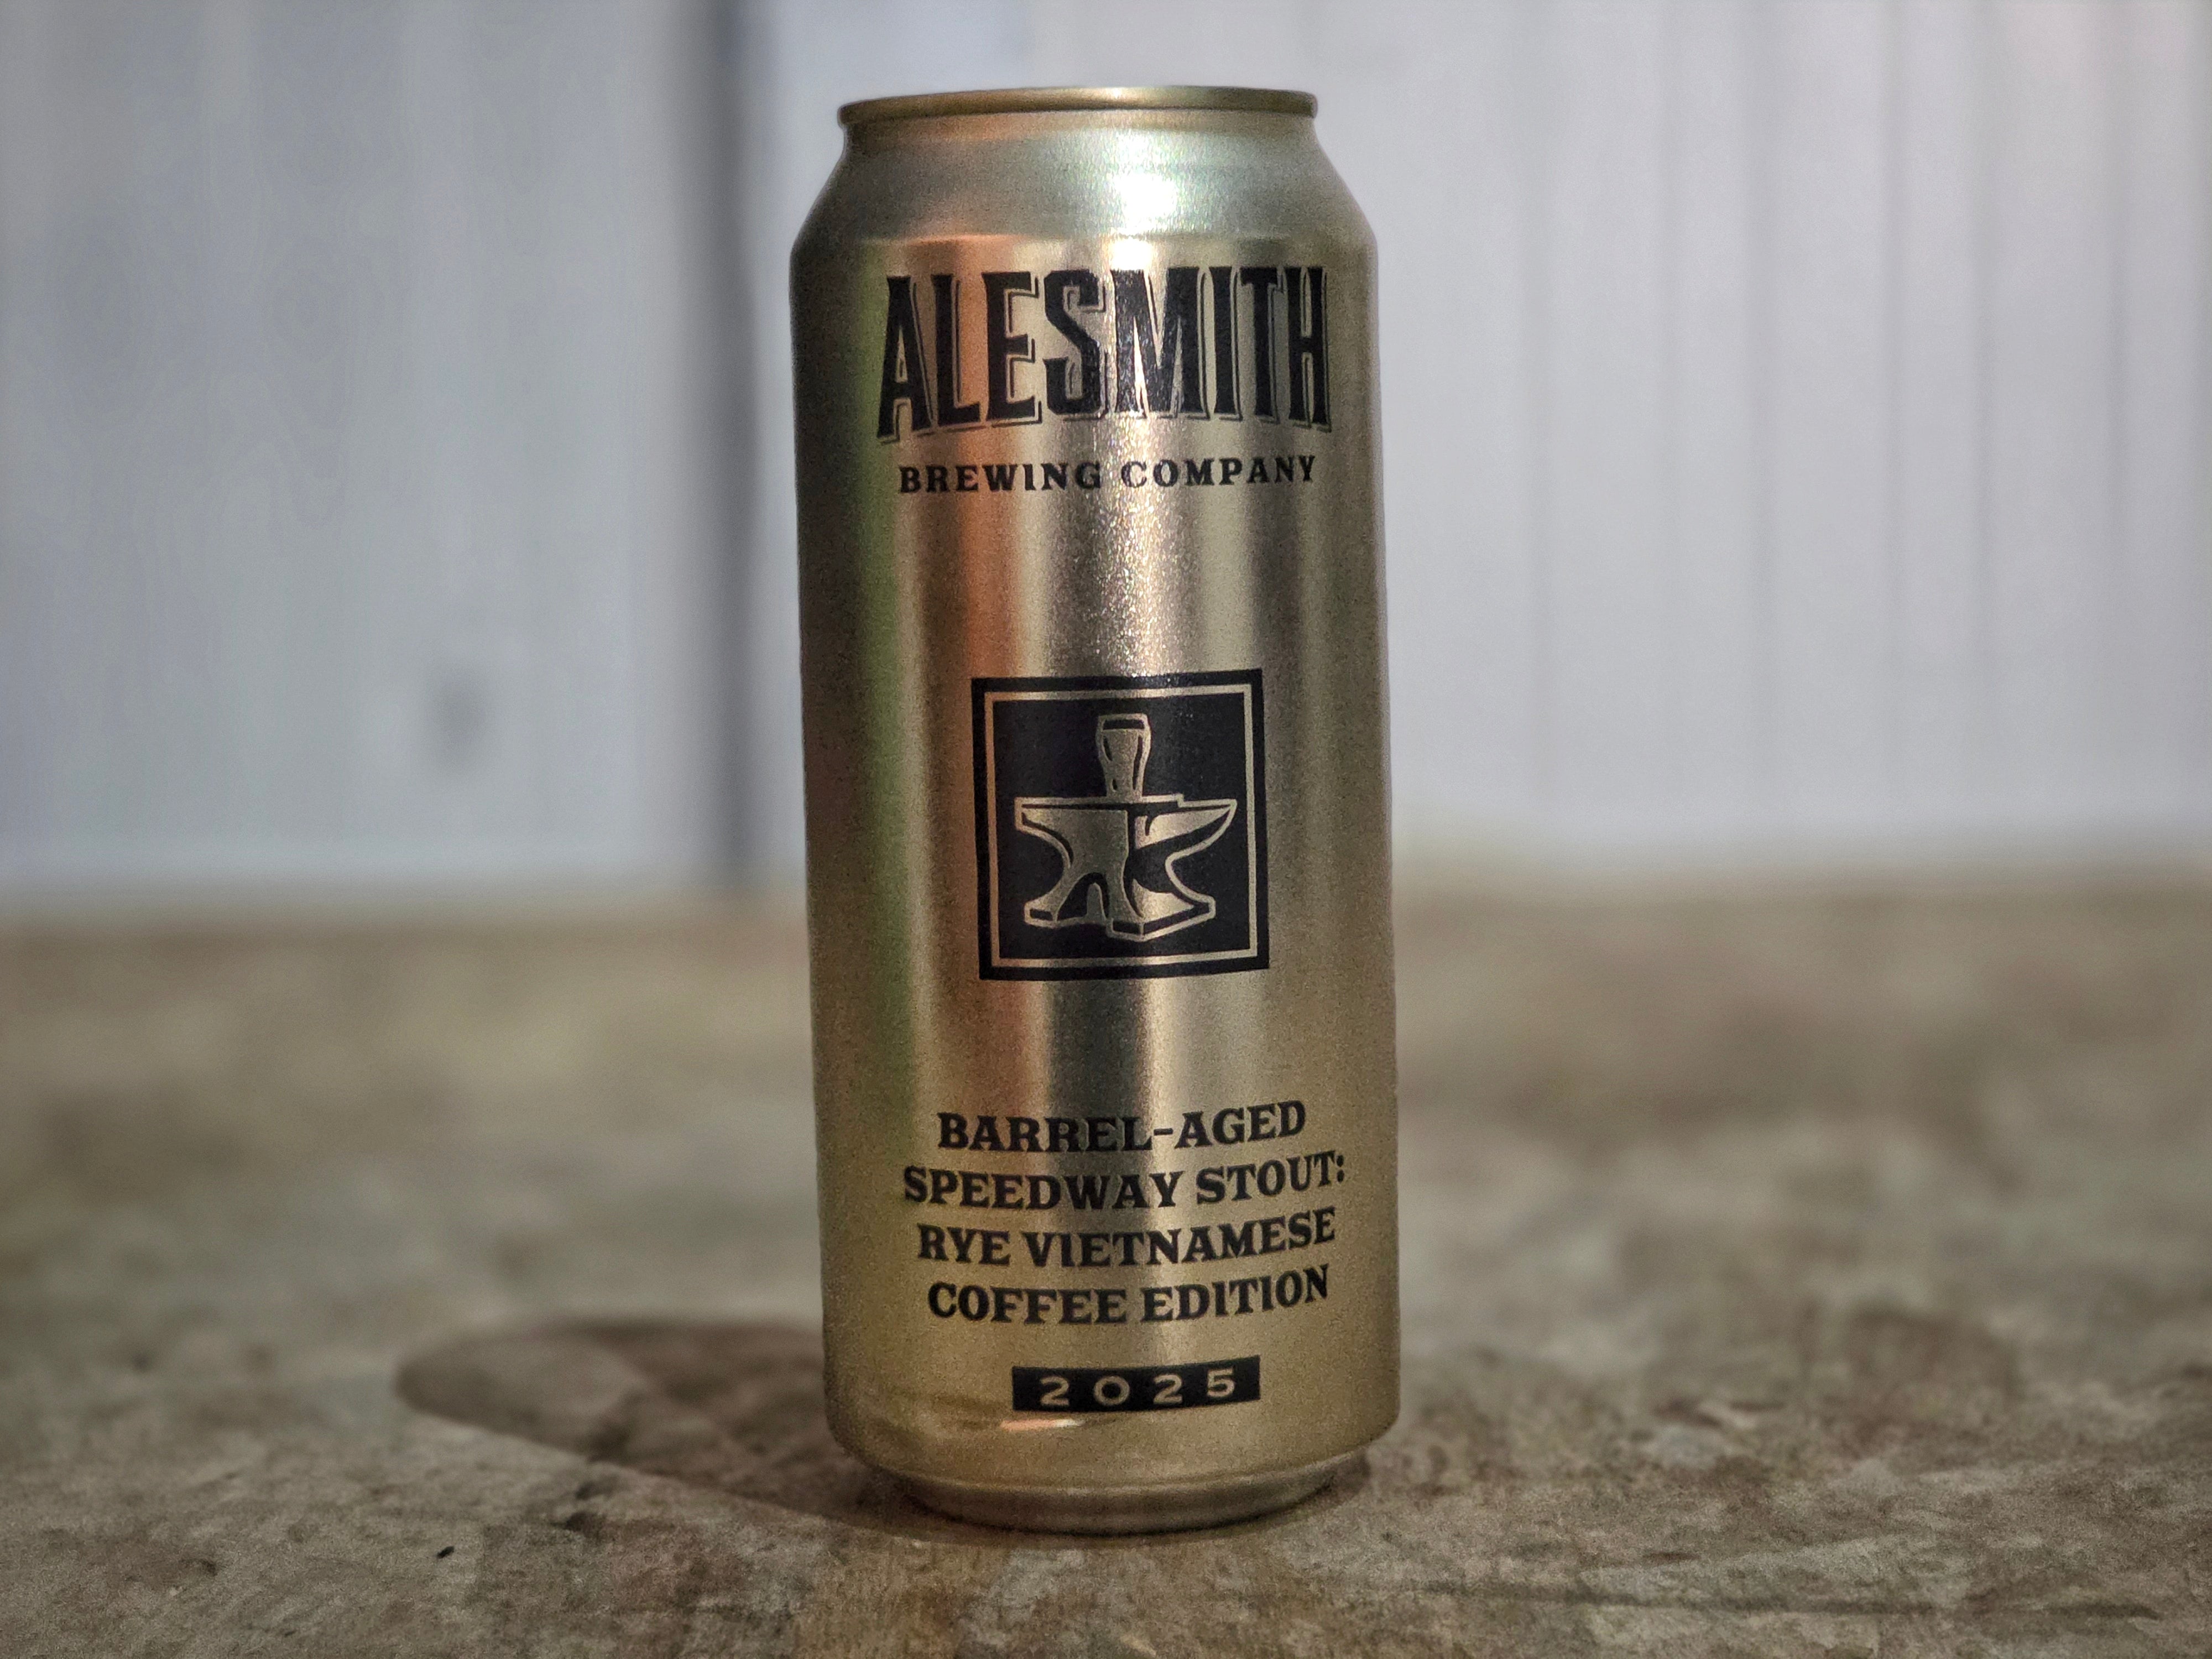 ALESMITH
BREWING COMPANY
BARREL-AGED
SPEEDWAY STOUT:
RYE VIETNAMESE
COFFEE EDITION
2025